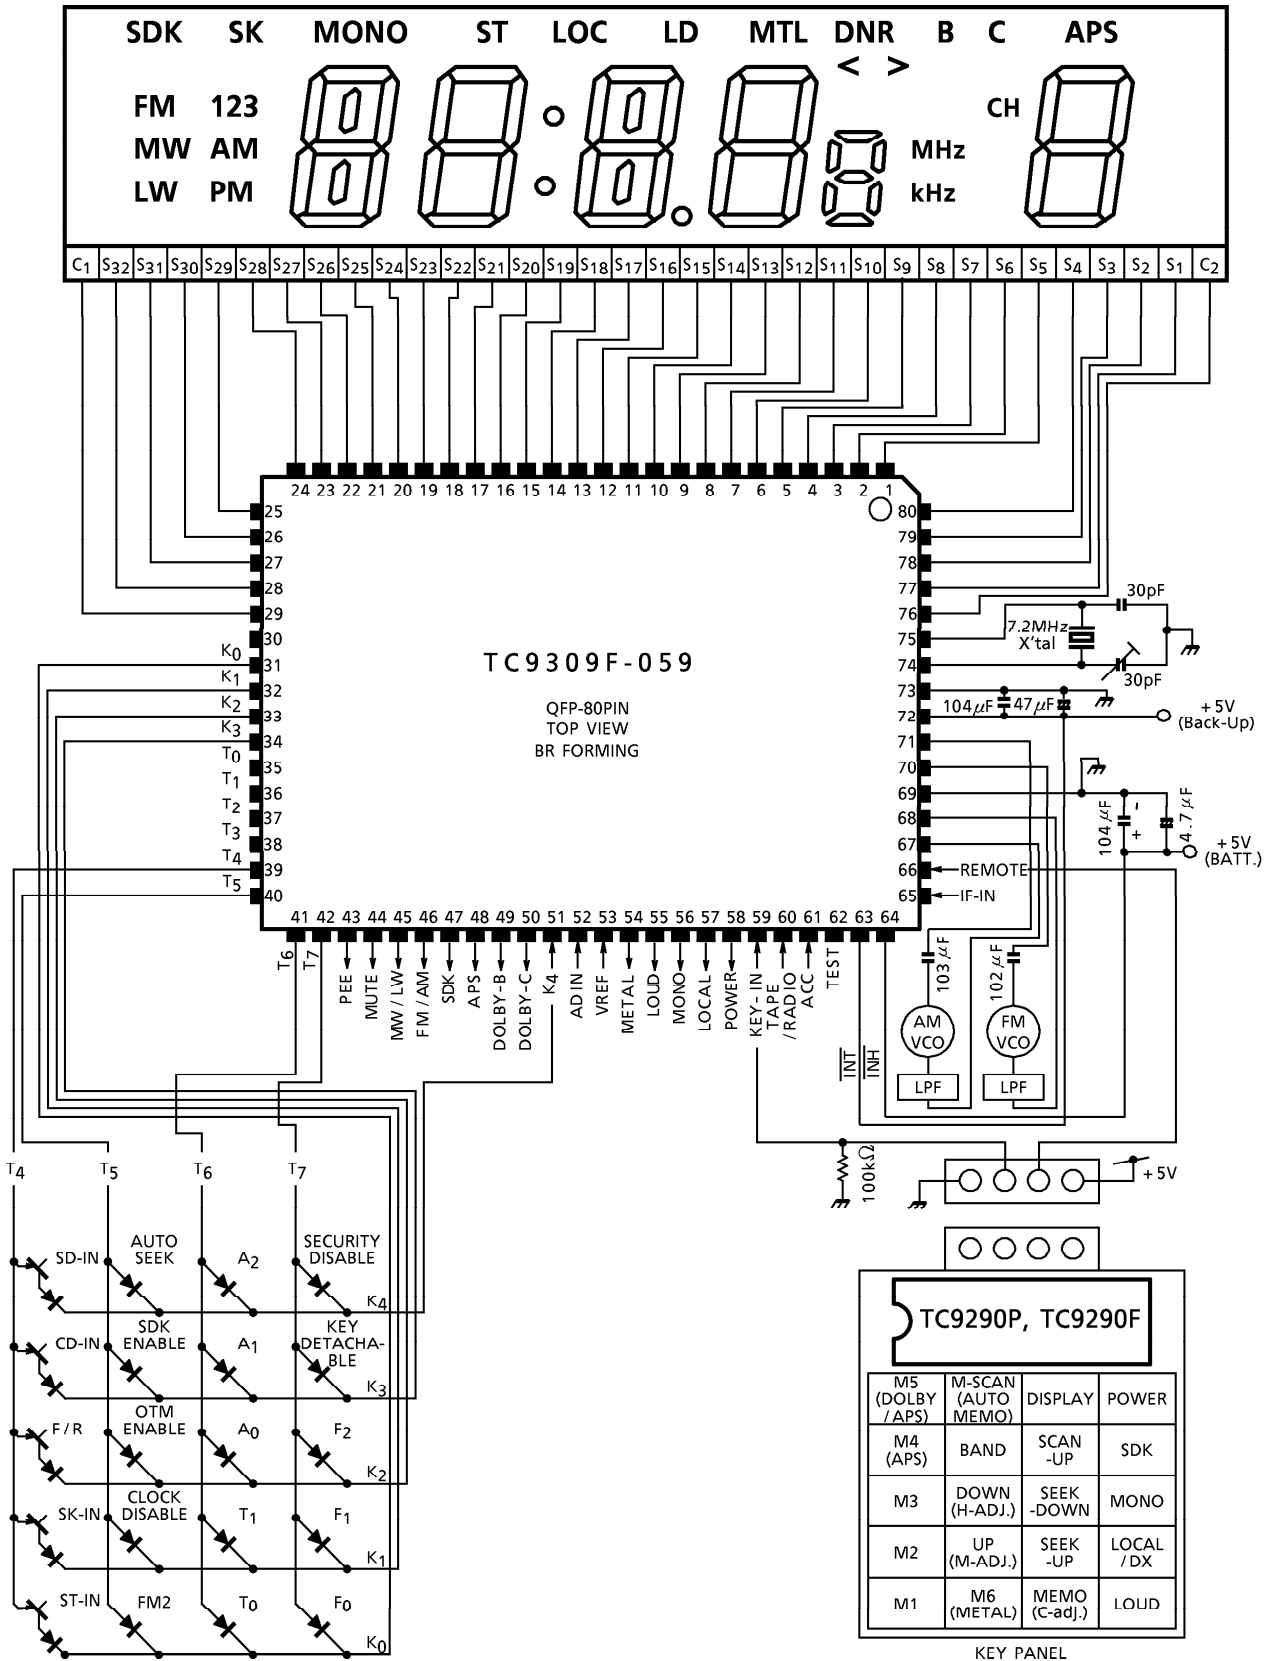 SDK SK MONO ST LOC LD MTL DNR B C APS
< >
FM 123 CH
MW AM MHz
LW PM kHz
C1 S32 S31 S30 S29 S28 S27 S26 S25 S24 S23 S22 S21 S20 S19 S18 S17 S16 S15 S14 S13 S12 S11 S10 S9 S8 S7 S6 S5 S4 S3 S2 S1 C2
24 23 22 21 20 19 18 17 16 15 14 13 12 11 10 9 8 7 6 5 4 3 2 1
25
26
27
28
29
30
K0 31
K1 32
K2 33
K3 34
T0 35
T1 36
T2 37
T3 38
T4 39
T5 40
TC9309F-059
QFP-80PIN
TOP VIEW
BR FORMING
80
79
78
77
76
75
74
73
72
71
70
69
68
67
66 REMOTE
65 IF-IN
30pF
7.2MHz
X'tal
30pF
104μF 47μF
+5V
(Back-Up)
104μF - + 4.7μF
+5V
(BATT.)
41 42 43 44 45 46 47 48 49 50 51 52 53 54 55 56 57 58 59 60 61 62 63 64
T6
T7
PEE
MUTE
MW/LW
FM/AM
SDK
APS
DOLBY-B
DOLBY-C
K4
ADIN
VREF
METAL
LOUD
MONO
LOCAL
POWER
KEY-IN
TAPE
/RADIO
ACC
TEST
INT
INH
103μF
102μF
AM
VCO
FM
VCO
LPF LPF
100kΩ
+5V
T4 T5 T6 T7
SD-IN
AUTO
SEEK
A2
SECURITY
DISABLE
K4
CD-IN
SDK
ENABLE
A1
KEY
DETACHA-
BLE
K3
F/R
OTM
ENABLE
A0
F2
K2
SK-IN
CLOCK
DISABLE
T1
F1
K1
ST-IN
FM2
T0
F0
K0
TC9290P, TC9290F
M5
(DOLBY
/APS)
M-SCAN
(AUTO
MEMO)
DISPLAY
POWER
M4
(APS)
BAND
SCAN
-UP
SDK
M3
DOWN
(H-ADJ.)
SEEK
-DOWN
MONO
M2
UP
(M-ADJ.)
SEEK
-UP
LOCAL
/DX
M1
M6
(METAL)
MEMO
(C-adj.)
LOUD
KEY PANEL